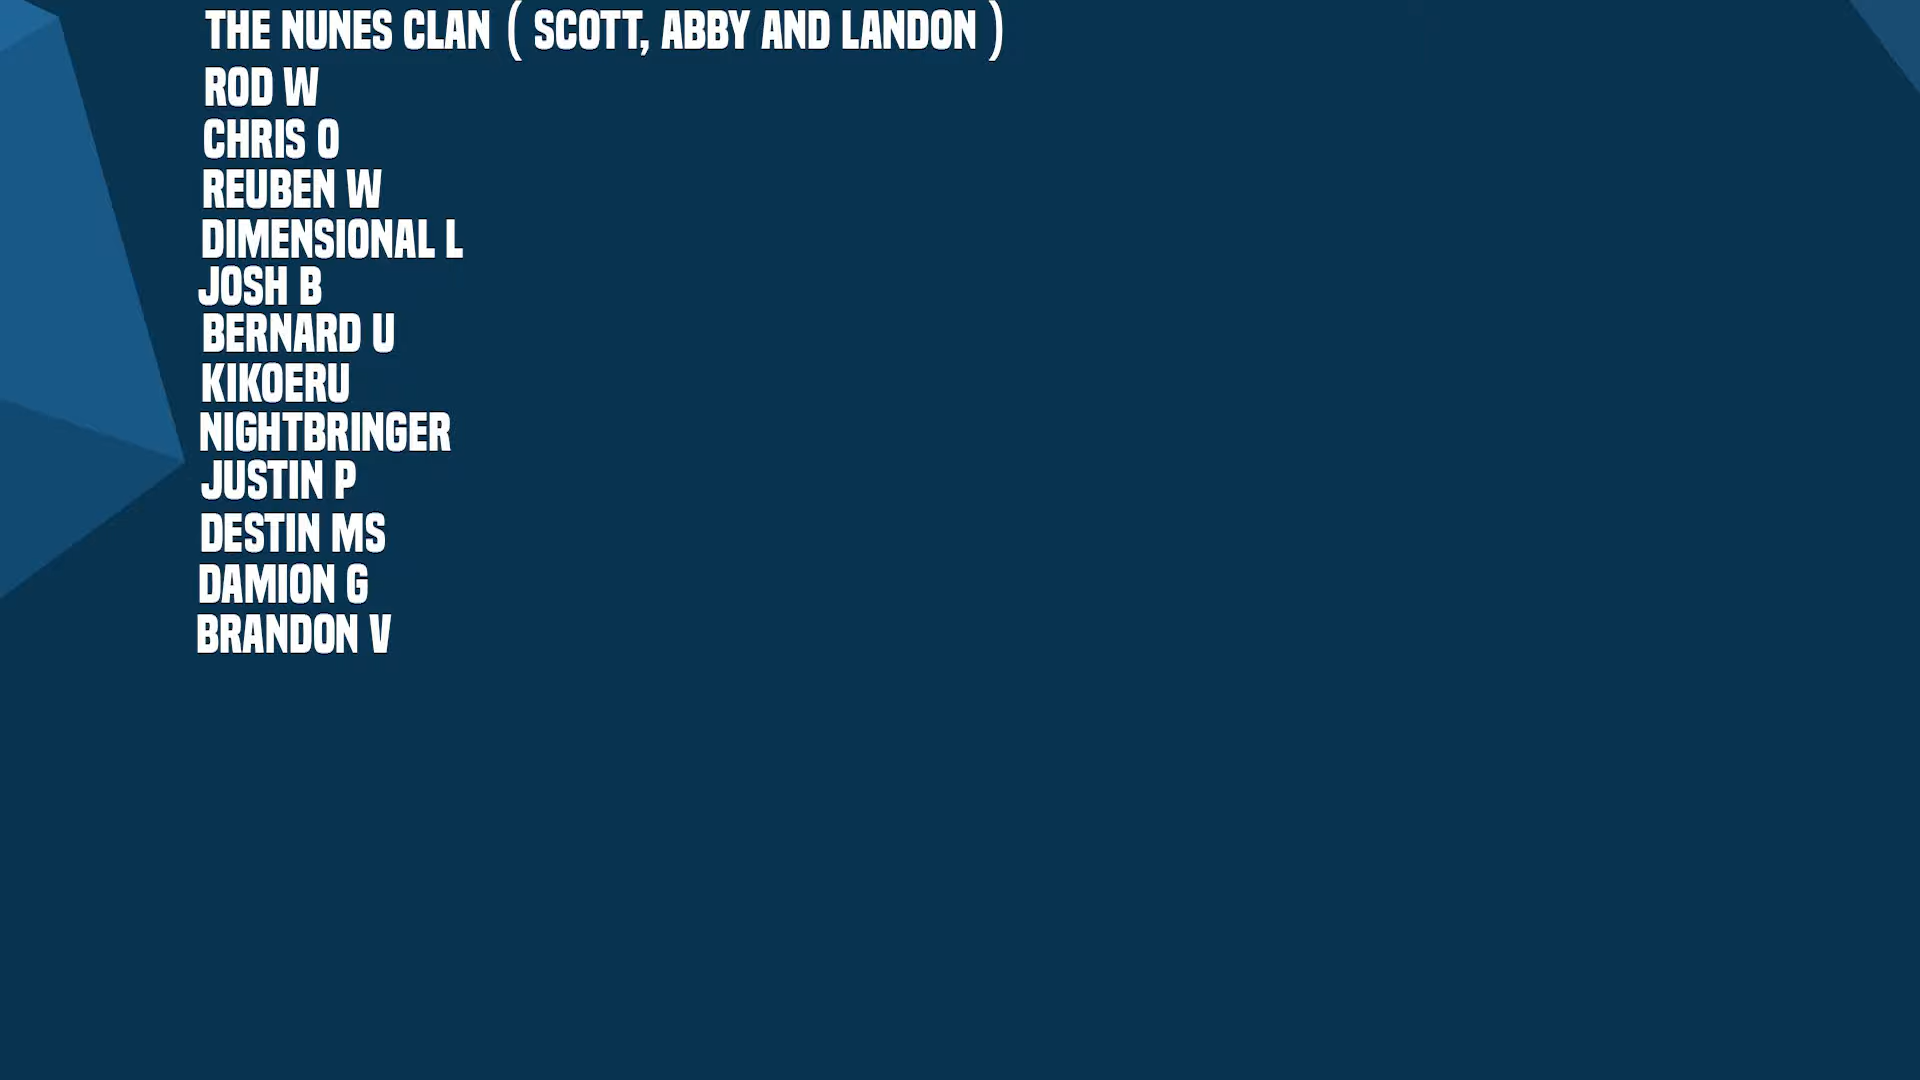 THE NUNES CLAN ( SCOTT, ABBY AND LANDON )
ROD W
CHRIS O
REUBEN W
DIMENSIONAL L
JOSH B
BERNARD U
KIKOERU
NIGHTBRINGER
JUSTIN P
DESTIN MS
DAMION G
BRANDON V